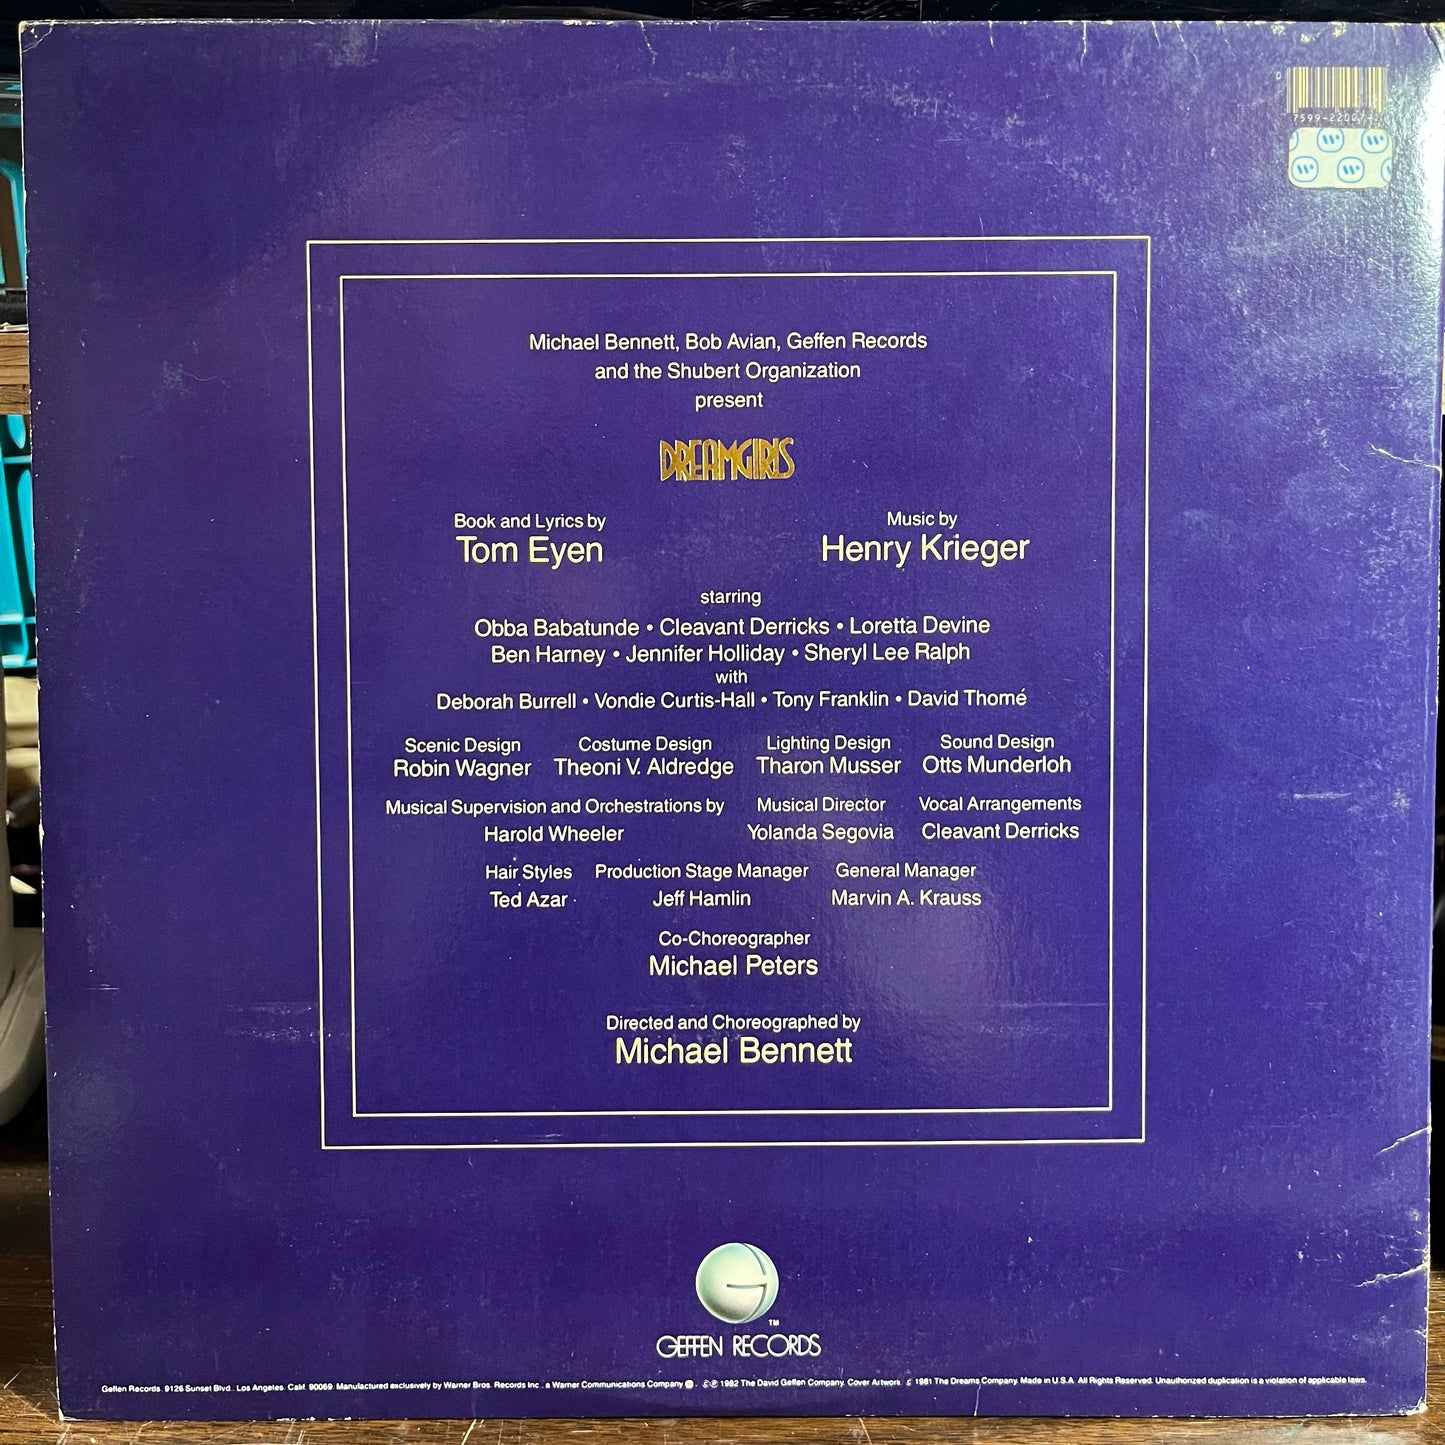 0
7599-22007-1
Michael Bennett, Bob Avian, Geffen Records
and the Shubert Organization
present
DREAMGIRLS
Book and Lyrics by
Tom Eyen
Music by
Henry Krieger
starring
Obba Babatunde • Cleavant Derricks • Loretta Devine
Ben Harney • Jennifer Holliday • Sheryl Lee Ralph
with
Deborah Burrell • Vondie Curtis-Hall • Tony Franklin • David Thomé
Scenic Design
Robin Wagner
Costume Design
Theoni V. Aldredge
Lighting Design
Tharon Musser
Sound Design
Otts Munderloh
Musical Supervision and Orchestrations by
Harold Wheeler
Musical Director
Yolanda Segovia
Vocal Arrangements
Cleavant Derricks
Hair Styles
Ted Azar
Production Stage Manager
Jeff Hamlin
General Manager
Marvin A. Krauss
Co-Choreographer
Michael Peters
Directed and Choreographed by
Michael Bennett
TM
GEFFEN RECORDS
Geffen Records. 9126 Sunset Blvd., Los Angeles, Calif. 90069. Manufactured exclusively by Warner Bros. Records Inc., a Warner Communications Company. © ℗ 1982 The David Geffen Company. Cover Artwork © 1981 The Dreams Company. Made in U.S.A. All Rights Reserved. Unauthorized duplication is a violation of applicable laws.